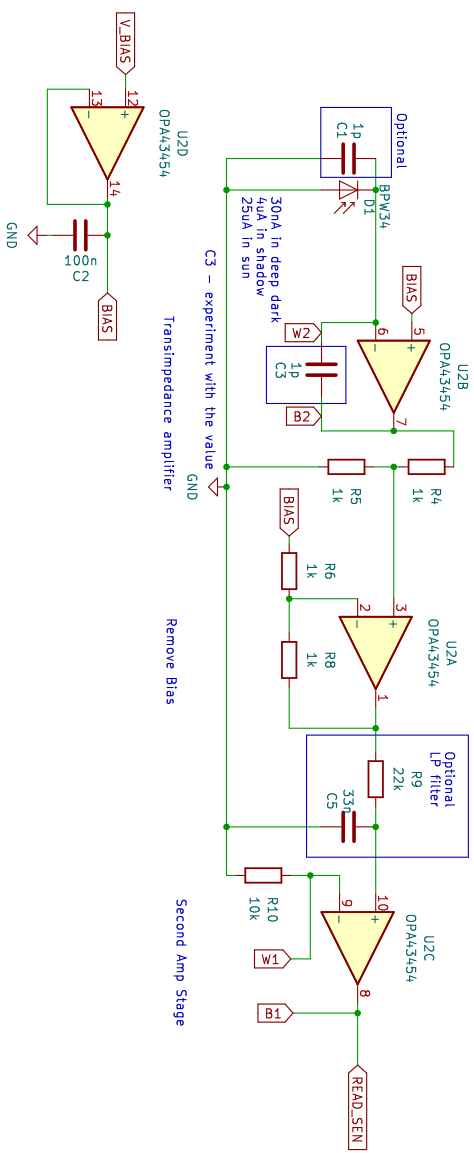 V_BIAS
12
13
+
-
U2D
OPA43454
14
100n
C2
GND
BIAS
Transimpedance amplifier
Optional
1p
C1
BPW34
D1
30nA in deep dark
4uA in shadow
25uA in sun
C3 - experiment with the value
BIAS
5
6
+
-
U2B
OPA43454
7
W2
1p
C3
B2
R4
1k
R5
1k
GND
BIAS
R6
1k
R8
1k
2
3
-
+
U2A
OPA43454
1
Remove Bias
Optional
LP filter
R9
22k
33n
C5
R10
10k
9
10
-
+
U2C
OPA43454
8
W1
B1
READ_SEN
Second Amp Stage